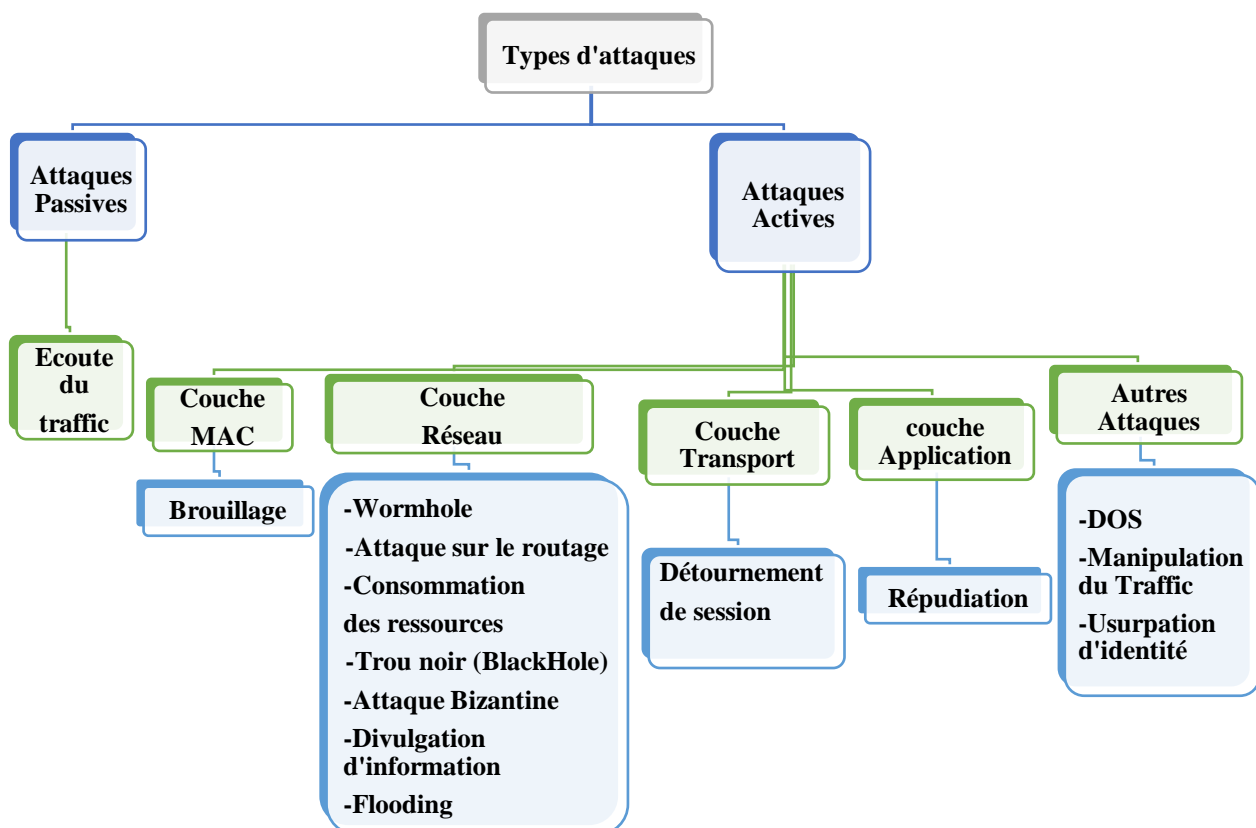 Types d'attaques
Attaques
Passives
Attaques
Actives
Ecoute
du
traffic
Couche
MAC
Couche
Réseau
Couche
Transport
couche
Application
Autres
Attaques
Brouillage
-Wormhole
-Attaque sur le routage
-Consommation
des ressources
-Trou noir (BlackHole)
-Attaque Bizantine
-Divulgation
d'information
-Flooding
Détournement
de session
Répudiation
-DOS
-Manipulation
du Traffic
-Usurpation
d'identité